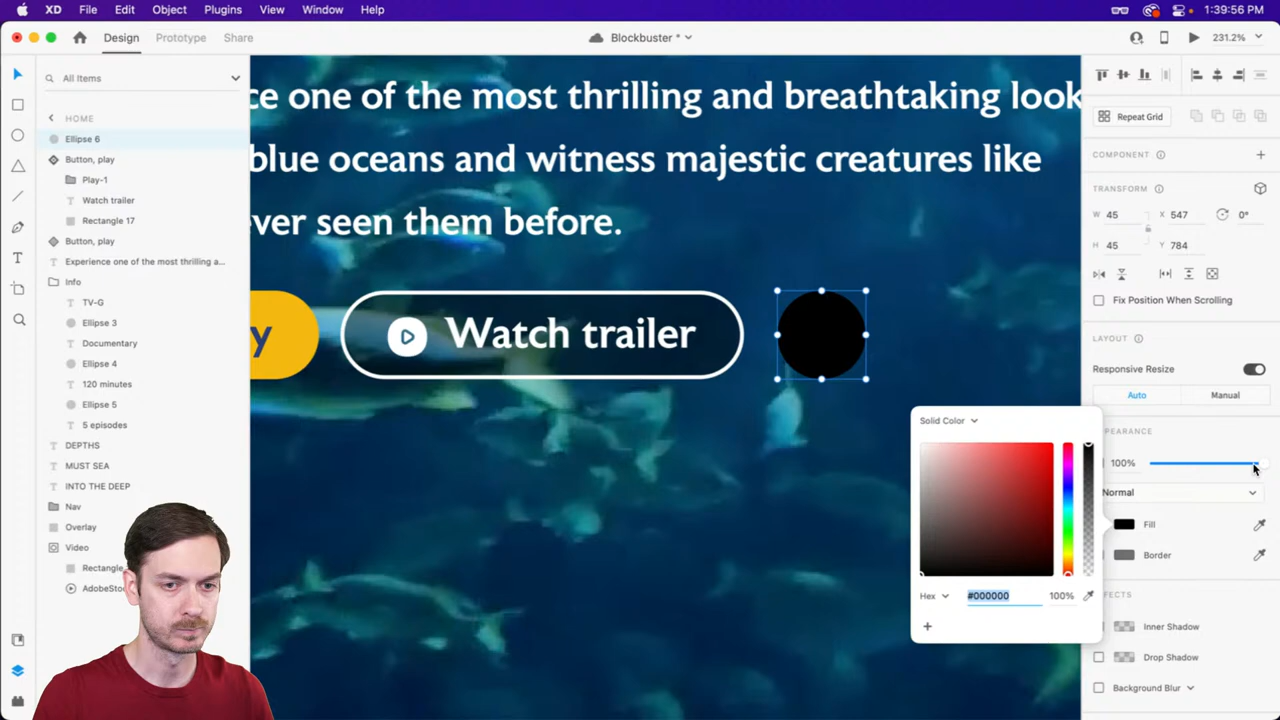 XD File Edit Object Plugins View Window Help
1:39:56 PM
Design Prototype Share
Blockbuster *
231.2%
All Items
HOME
Ellipse 6
Button, play
Play-1
Watch trailer
Rectangle 17
Button, play
Experience one of the most thrilling a...
Info
TV-G
Ellipse 3
Documentary
Ellipse 4
120 minutes
Ellipse 5
5 episodes
DEPTHS
MUST SEA
INTO THE DEEP
Nav
Overlay
Video
Rectangle
AdobeSto
ce one of the most thrilling and breathtaking look
blue oceans and witness majestic creatures like
ever seen them before.
y
Watch trailer
Solid Color
Hex #000000 100%
+
Repeat Grid
COMPONENT
TRANSFORM
W 45 X 547 0°
H 45 Y 784
Fix Position When Scrolling
LAYOUT
Responsive Resize
Auto Manual
PEARANCE
100%
Normal
Fill
Border
FECTS
Inner Shadow
Drop Shadow
Background Blur